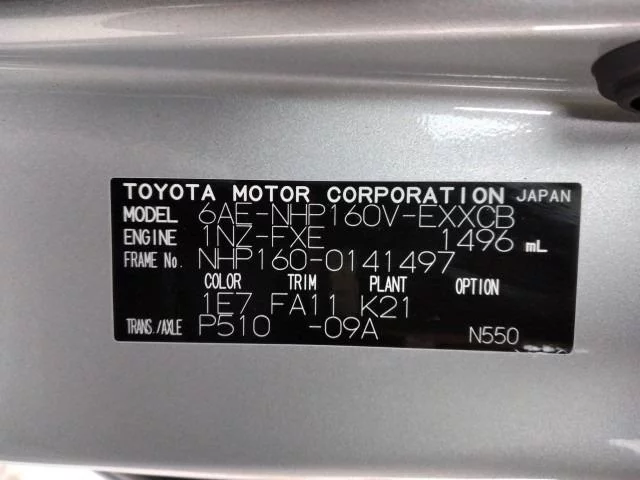 TOYOTA MOTOR CORPORATION JAPAN
MODEL 6AE-NHP160V-EXXCB
ENGINE 1NZ-FXE 1496 mL
FRAME No. NHP160-0141497
COLOR TRIM PLANT OPTION
1E7 FA11 K21
TRANS./AXLE P510 -09A N550